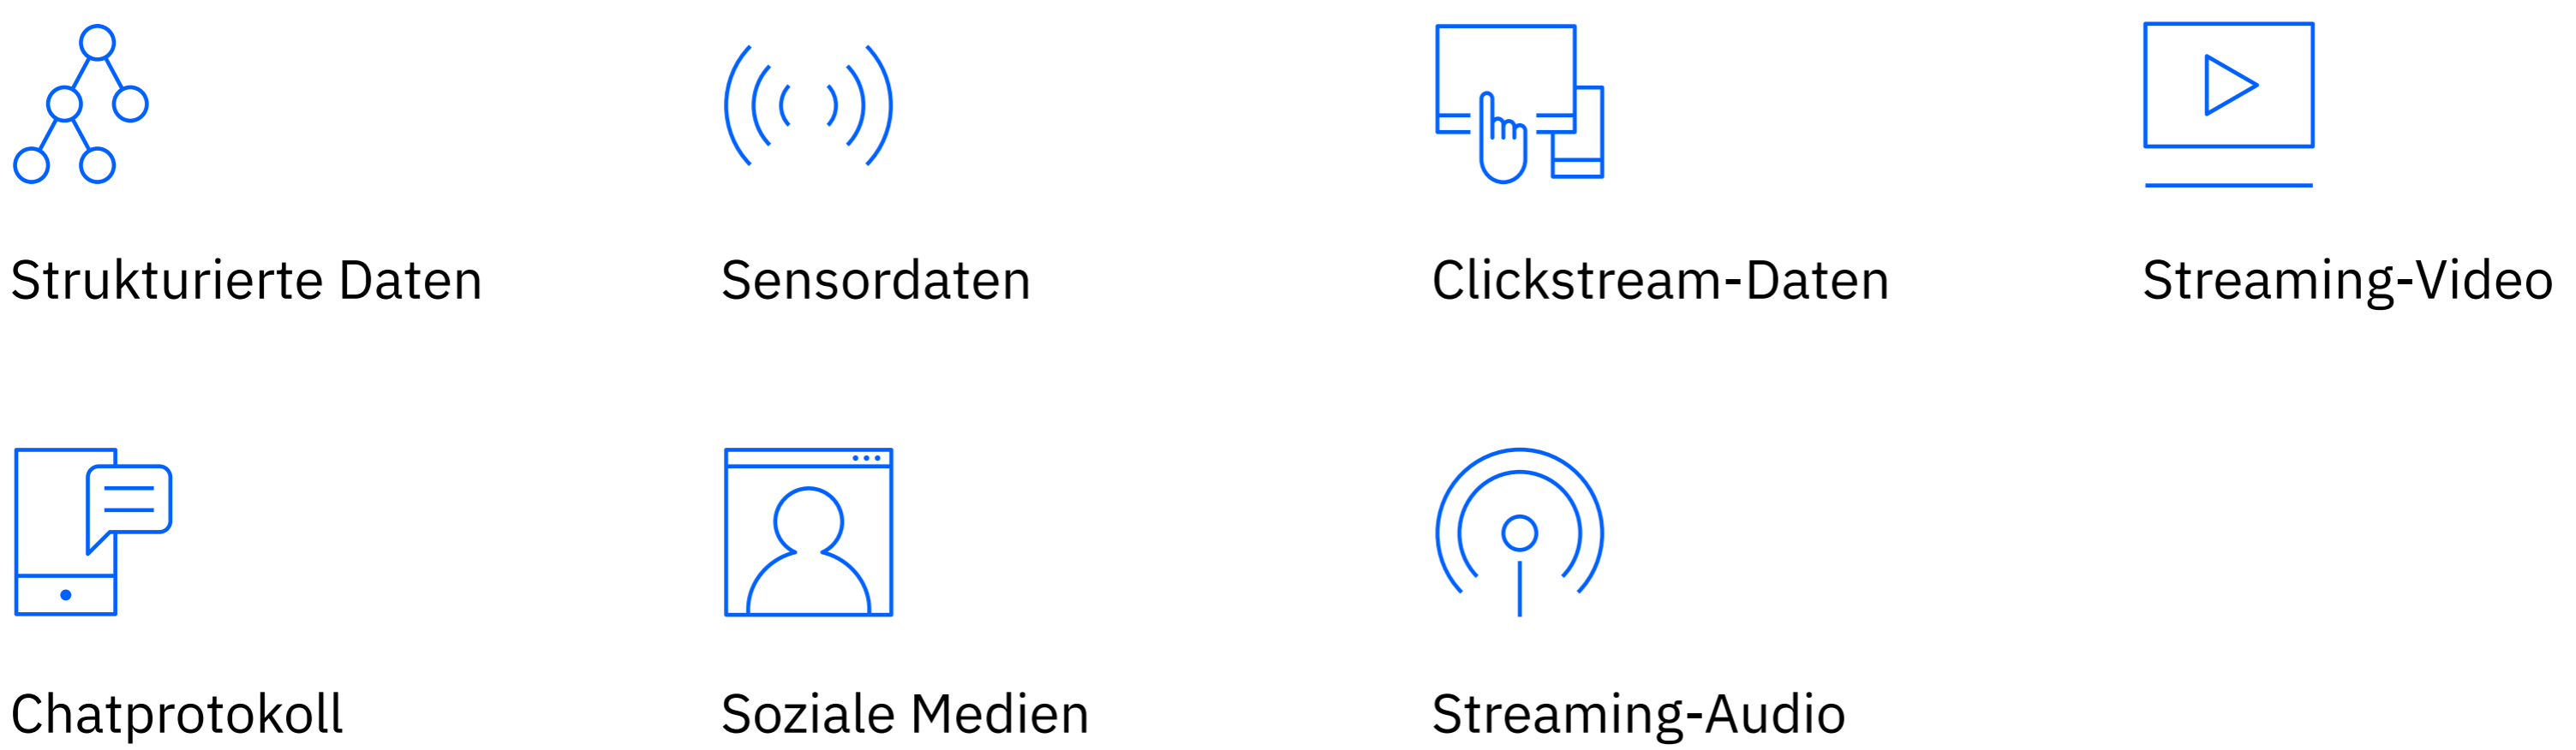 Strukturierte Daten
Sensordaten
Clickstream-Daten
Streaming-Video
Chatprotokoll
Soziale Medien
Streaming-Audio